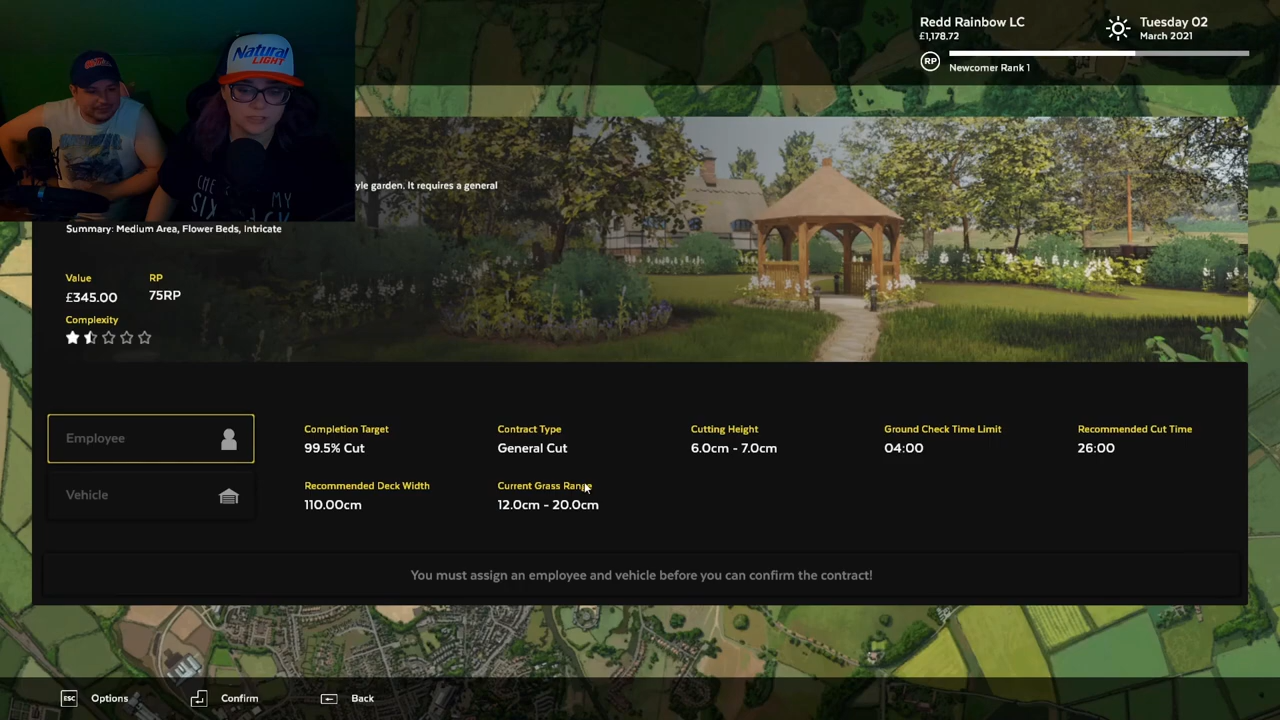 Redd Rainbow LC
£1,178.72
Tuesday 02
March 2021
RP
Newcomer Rank 1
Natural
LIGHT
yle garden. It requires a general
Summary: Medium Area, Flower Beds, Intricate
Value
£345.00
RP
75RP
Complexity
Employee
Vehicle
Completion Target
99.5% Cut
Contract Type
General Cut
Cutting Height
6.0cm - 7.0cm
Ground Check Time Limit
04:00
Recommended Cut Time
26:00
Recommended Deck Width
110.00cm
Current Grass Range
12.0cm - 20.0cm
You must assign an employee and vehicle before you can confirm the contract!
ESC Options
Confirm
Back